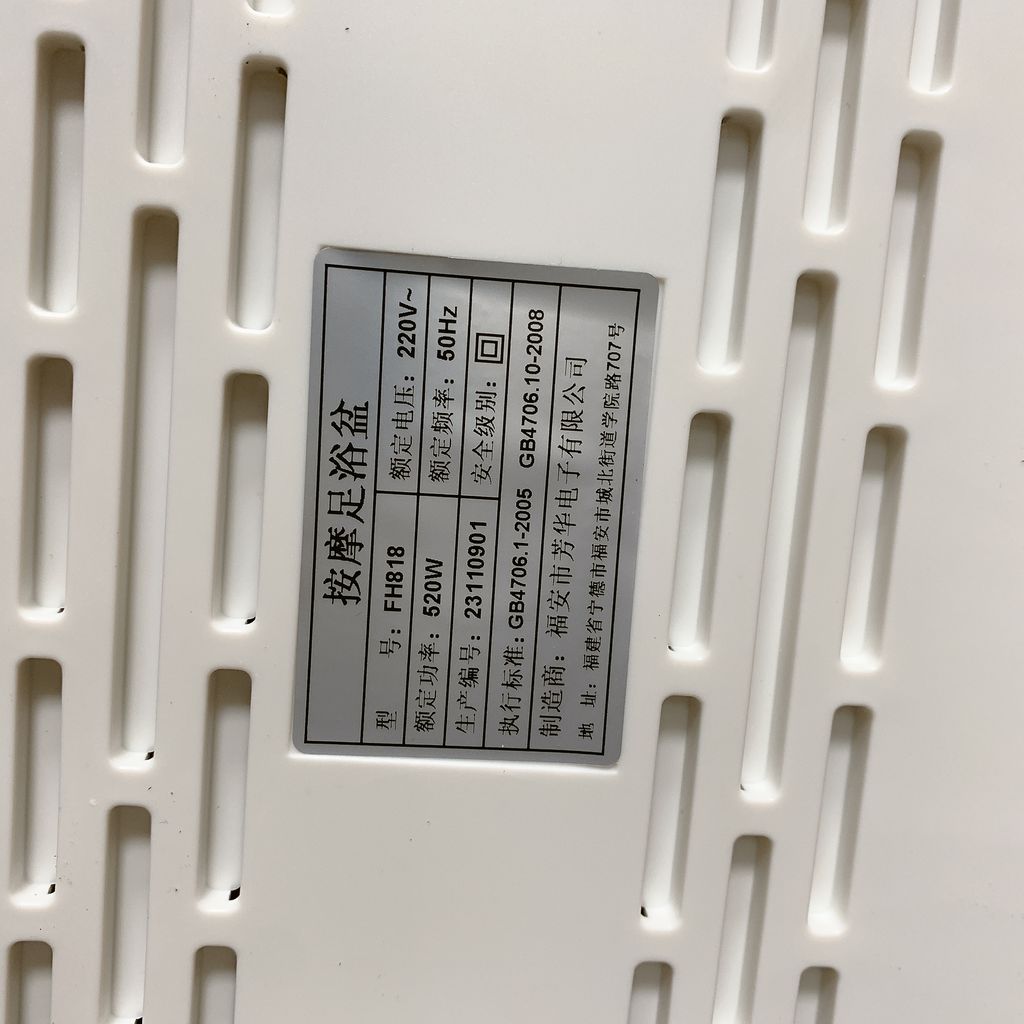 按摩足浴盆
型 号: FH818 额定电压: 220V~
额定功率: 520W 额定频率: 50Hz
生产编号: 23110901 安全级别:
执行标准: GB4706.1-2005 GB4706.10-2008
制造商: 福安市芳华电子有限公司
地 址: 福建省宁德市福安市城北街道学院路707号